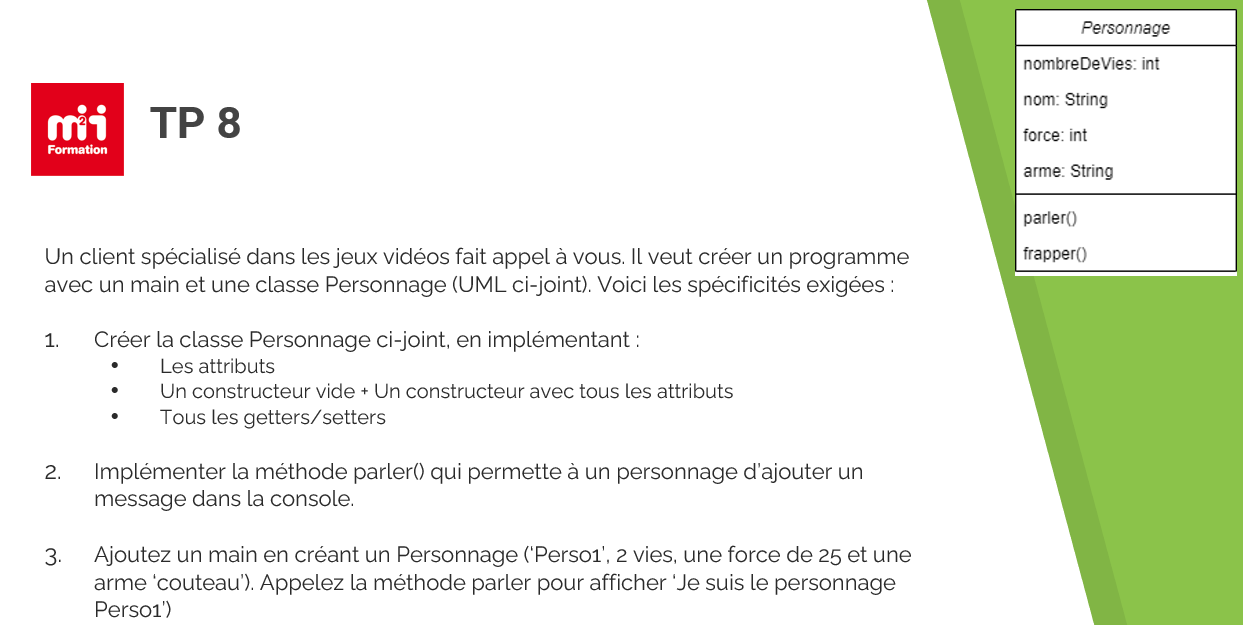 Personnage
nombreDeVies: int
nom: String
force: int
arme: String
parler()
frapper()
m2i
Formation
TP 8
Un client spécialisé dans les jeux vidéos fait appel à vous. Il veut créer un programme
avec un main et une classe Personnage (UML ci-joint). Voici les spécificités exigées :
1. Créer la classe Personnage ci-joint, en implémentant :
• Les attributs
• Un constructeur vide + Un constructeur avec tous les attributs
• Tous les getters/setters
2. Implémenter la méthode parler() qui permette à un personnage d’ajouter un
message dans la console.
3. Ajoutez un main en créant un Personnage (‘Perso1’, 2 vies, une force de 25 et une
arme ‘couteau’). Appelez la méthode parler pour afficher ‘Je suis le personnage
Perso1’)